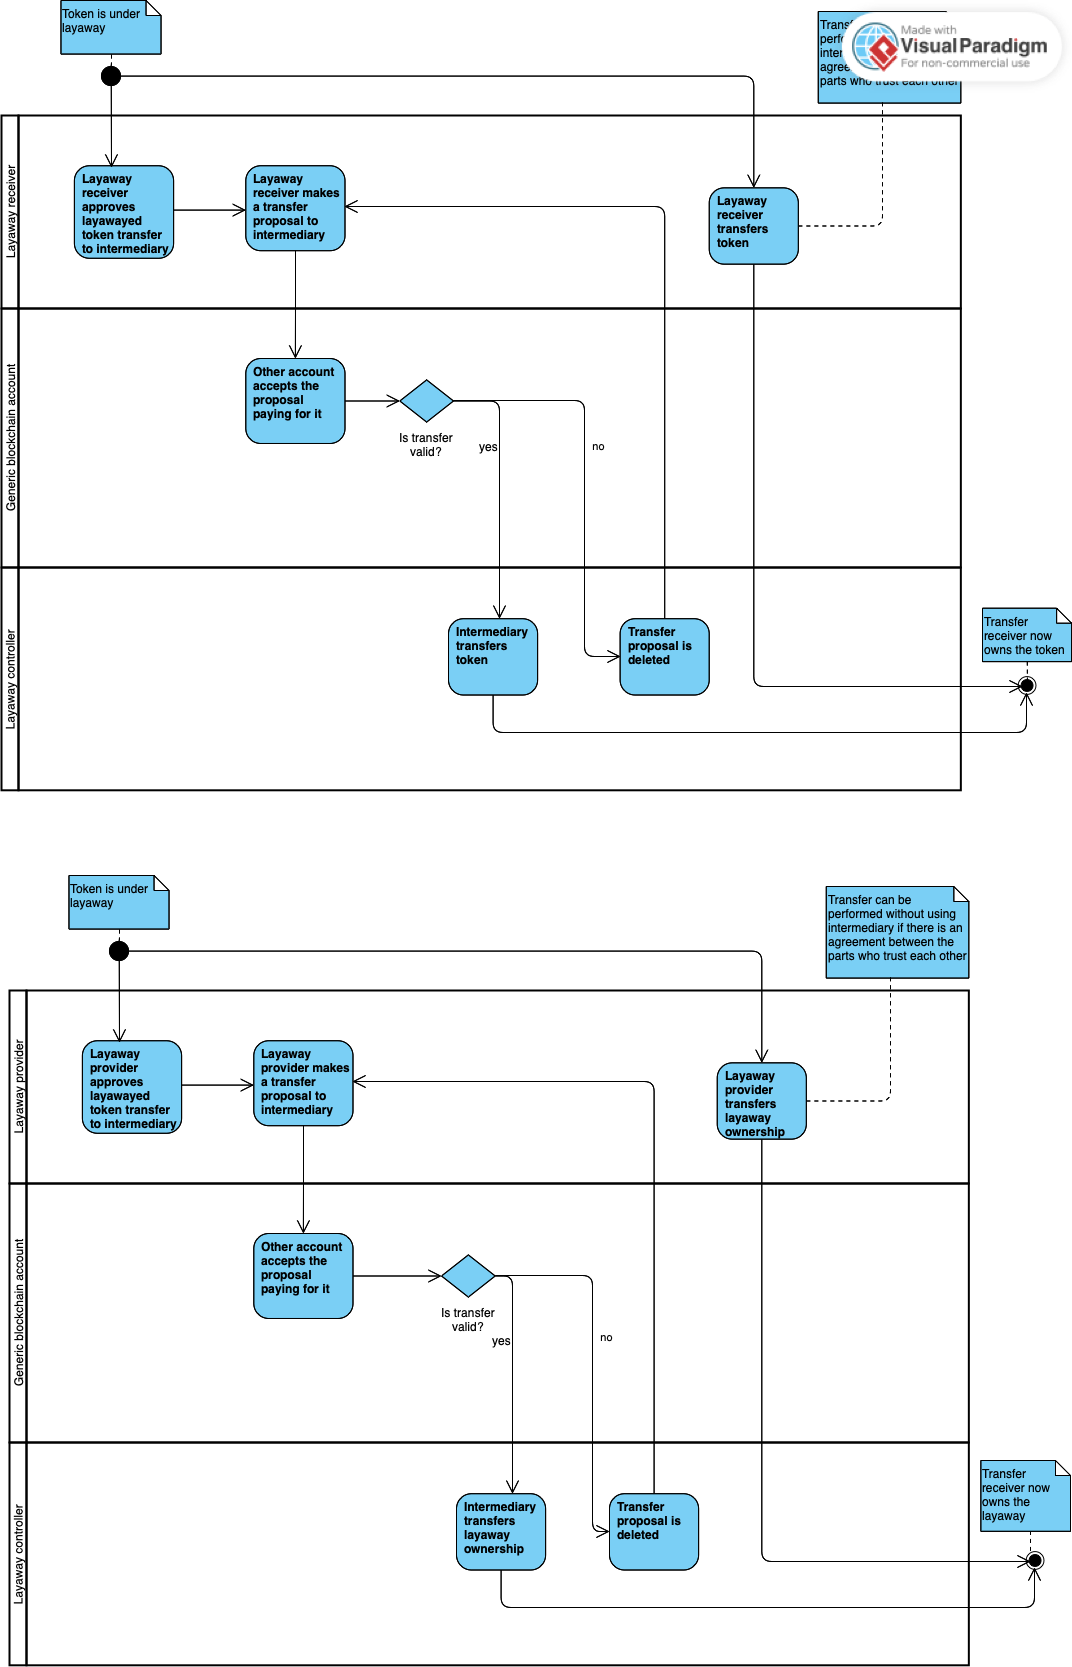 Token is under
layaway
Trans
perf
inter
agree
parts who trust each other
Made with
Visual Paradigm
For non-commercial use
Layaway receiver
Layaway
receiver
approves
layawayed
token transfer
to intermediary
Layaway
receiver makes
a transfer
proposal to
intermediary
Layaway
receiver
transfers
token
Generic blockchain account
Other account
accepts the
proposal
paying for it
Is transfer
valid?
yes
no
Layaway controller
Intermediary
transfers
token
Transfer
proposal is
deleted
Transfer
receiver now
owns the token
Token is under
layaway
Transfer can be
performed without using
intermediary if there is an
agreement between the
parts who trust each other
Layaway provider
Layaway
provider
approves
layawayed
token transfer
to intermediary
Layaway
provider makes
a transfer
proposal to
intermediary
Layaway
provider
transfers
layaway
ownership
Generic blockchain account
Other account
accepts the
proposal
paying for it
Is transfer
valid?
yes
no
Layaway controller
Intermediary
transfers
layaway
ownership
Transfer
proposal is
deleted
Transfer
receiver now
owns the
layaway